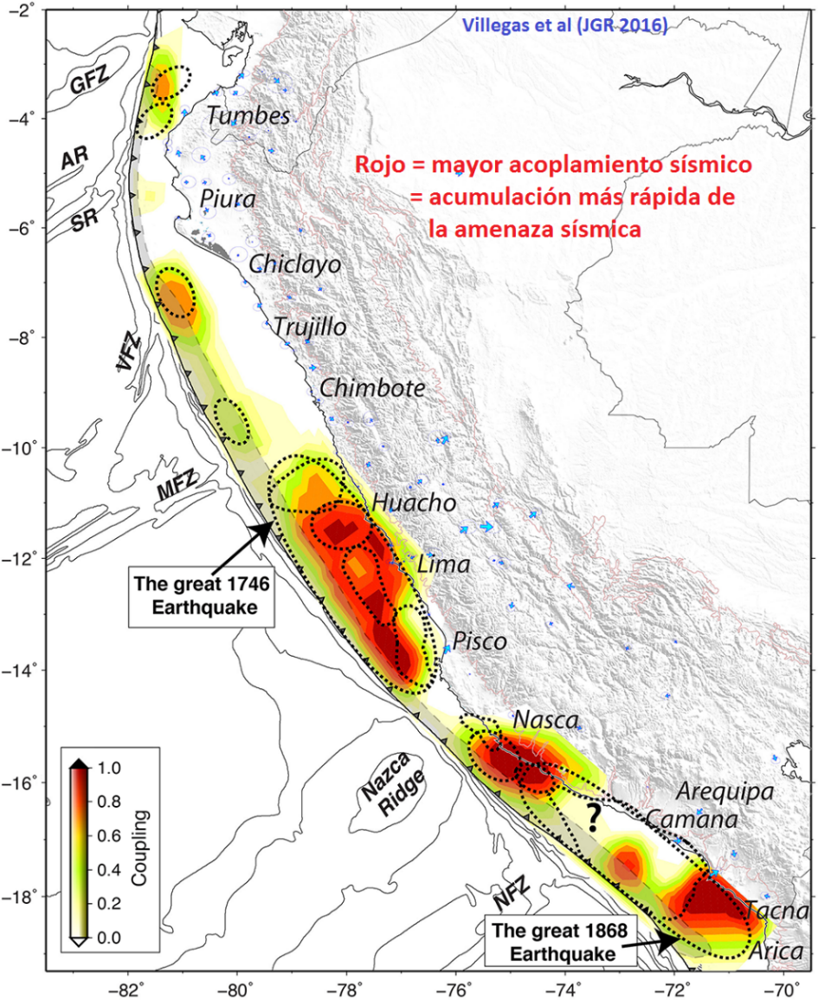 Villegas et al (JGR 2016)
Rojo = mayor acoplamiento sísmico
= acumulación más rápida de
la amenaza sísmica
GFZ
AR
SR
VFZ
MFZ
NFZ
Nazca
Ridge
Tumbes
Piura
Chiclayo
Trujillo
Chimbote
Huacho
Lima
Pisco
Nasca
Arequipa
Camana
?
Tacna
Arica
The great 1746
Earthquake
The great 1868
Earthquake
1.0
0.8
0.6
0.4
0.2
0.0
Coupling
−2°
−4°
−6°
−8°
−10°
−12°
−14°
−16°
−18°
−82°
−80°
−78°
−76°
−74°
−72°
−70°